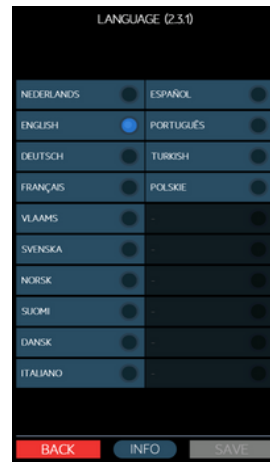 LANGUAGE (2.3.1)
NEDERLANDS
ESPAÑOL
ENGLISH
PORTUGUÊS
DEUTSCH
TURKISH
FRANÇAIS
POLSKIE
VLAAMS
-
SVENSKA
-
NORSK
-
SUOMI
-
DANSK
-
ITALIANO
-
BACK
INFO
SAVE